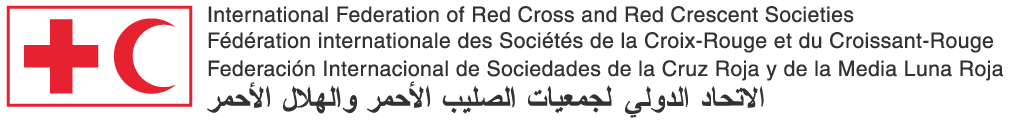 International Federation of Red Cross and Red Crescent Societies
Fédération internationale des Sociétés de la Croix-Rouge et du Croissant-Rouge
Federación Internacional de Sociedades de la Cruz Roja y de la Media Luna Roja
الاتحاد الدولي لجمعيات الصليب الأحمر والهلال الأحمر